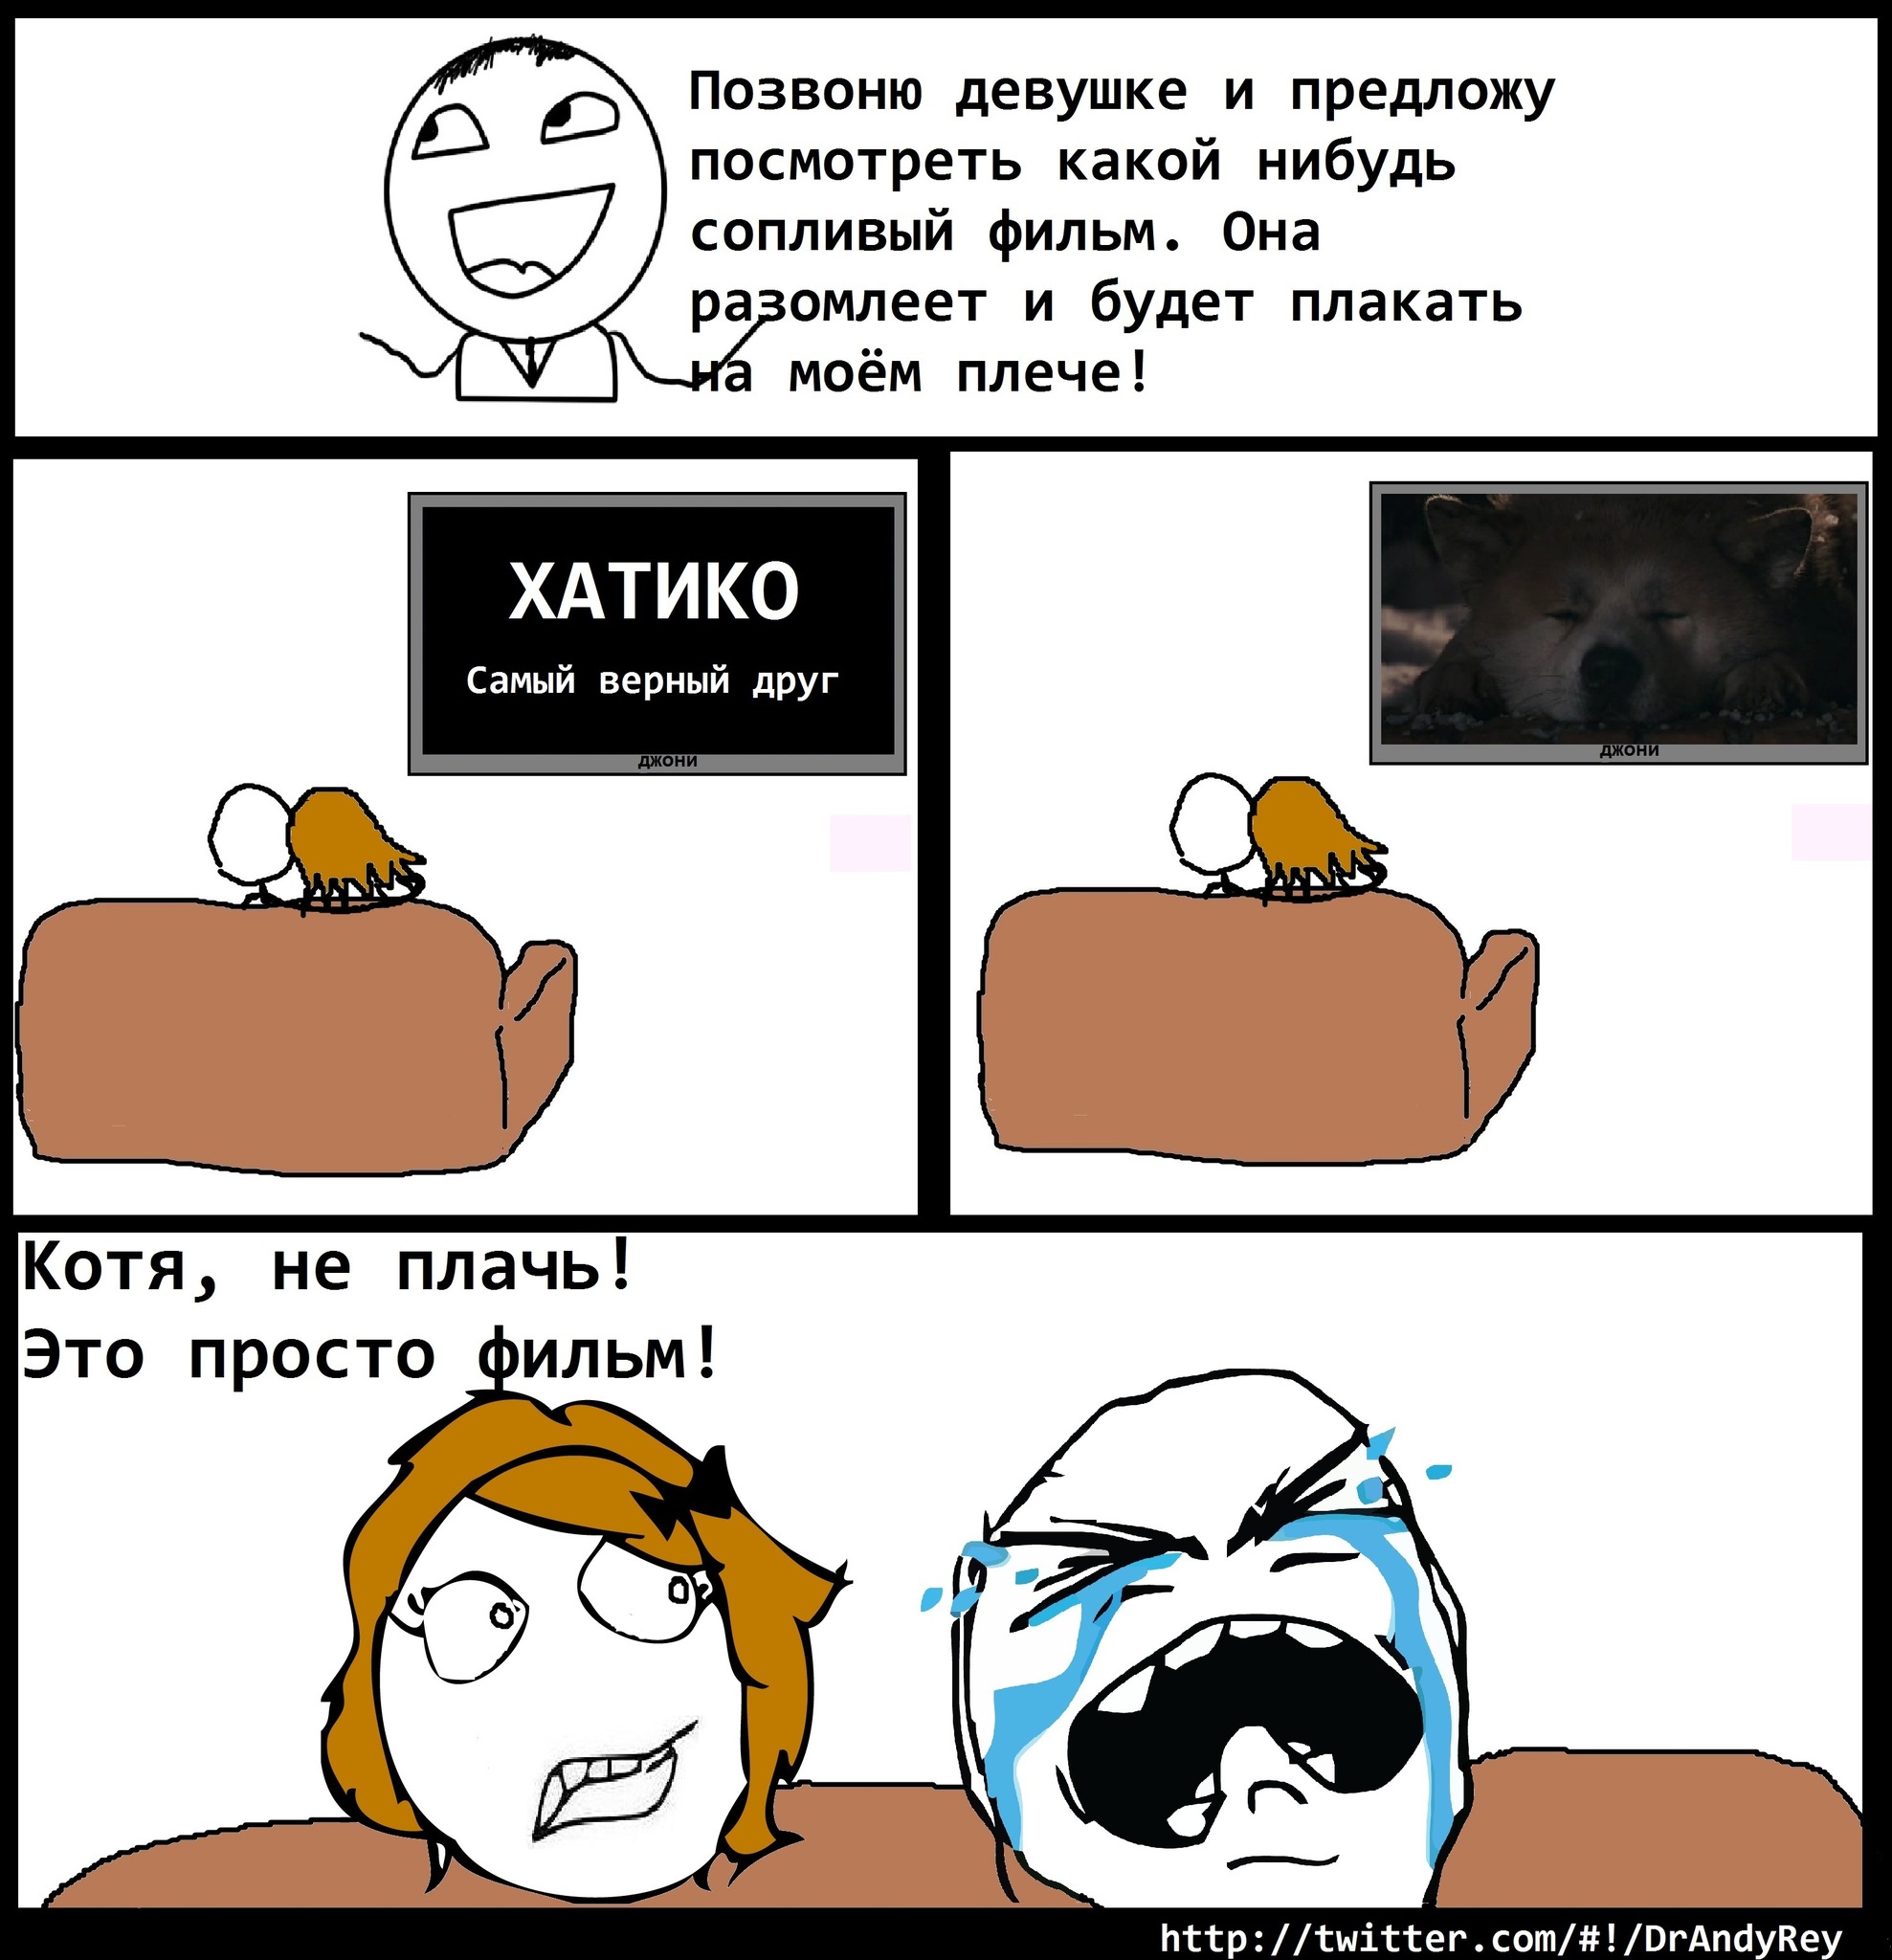 Позвоню девушке и предложу
посмотреть какой нибудь
сопливый фильм. Она
разомлеет и будет плакать
на моём плече!
ХАТИКО
Самый верный друг
джони
джони
Котя, не плачь!
Это просто фильм!
http://twitter.com/#!/DrAndyRey